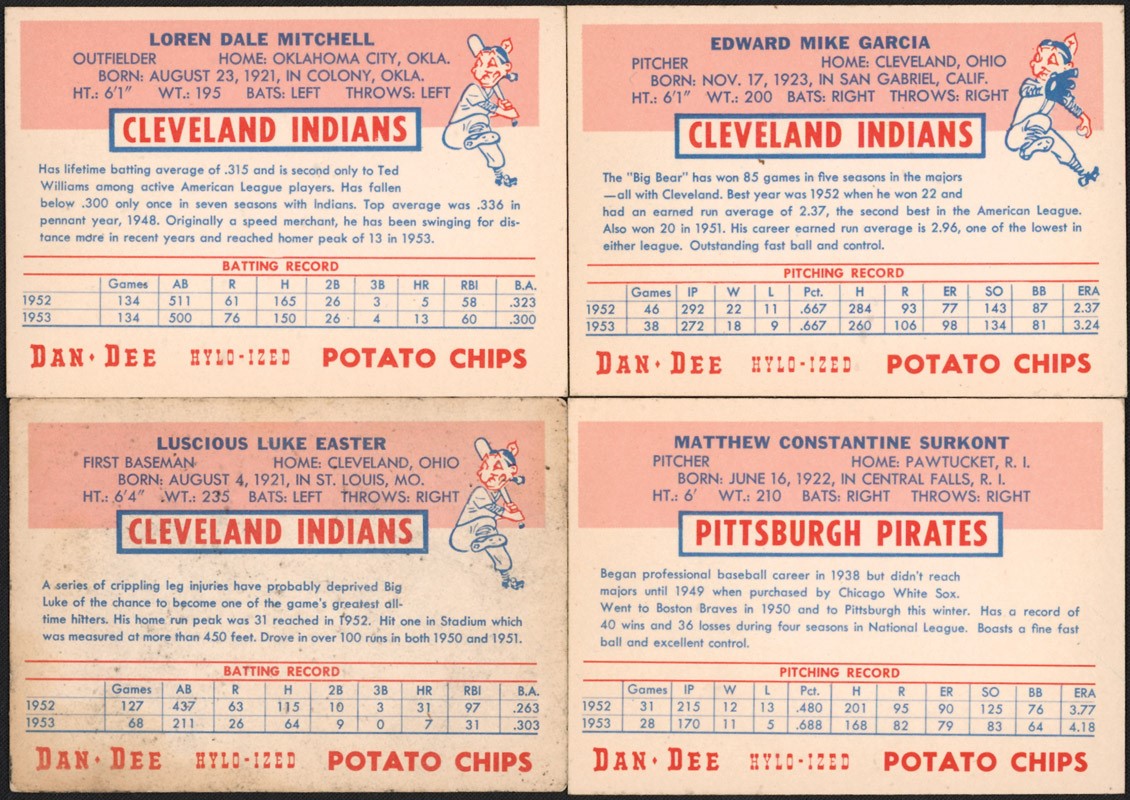 LOREN DALE MITCHELL
OUTFIELDER HOME: OKLAHOMA CITY, OKLA.
BORN: AUGUST 23, 1921, IN COLONY, OKLA.
HT.: 6'1" WT.: 195 BATS: LEFT THROWS: LEFT
CLEVELAND INDIANS
Has lifetime batting average of .315 and is second only to Ted
Williams among active American League players. Has fallen
below .300 only once in seven seasons with Indians. Top average was .336 in
pennant year, 1948. Originally a speed merchant, he has been swinging for dis-
tance more in recent years and reached homer peak of 13 in 1953.
BATTING RECORD
Games AB R H 2B 3B HR RBI B.A.
1952 134 511 61 165 26 3 5 58 .323
1953 134 500 76 150 26 4 13 60 .300
DAN · DEE HYLO-IZED POTATO CHIPS
EDWARD MIKE GARCIA
PITCHER HOME: CLEVELAND, OHIO
BORN: NOV. 17, 1923, IN SAN GABRIEL, CALIF.
HT.: 6'1" WT.: 200 BATS: RIGHT THROWS: RIGHT
CLEVELAND INDIANS
The "Big Bear" has won 85 games in five seasons in the majors
—all with Cleveland. Best year was 1952 when he won 22 and
had an earned run average of 2.37, the second best in the American League.
Also won 20 in 1951. His career earned run average is 2.96, one of the lowest in
either league. Outstanding fast ball and control.
PITCHING RECORD
Games IP W L Pct. H R ER SO BB ERA
1952 46 292 22 11 .667 284 93 77 143 87 2.37
1953 38 272 18 9 .667 260 106 98 134 81 3.24
DAN · DEE HYLO-IZED POTATO CHIPS
LUSCIOUS LUKE EASTER
FIRST BASEMAN HOME: CLEVELAND, OHIO
BORN: AUGUST 4, 1921, IN ST. LOUIS, MO.
HT.: 6'4" WT.: 235 BATS: LEFT THROWS: RIGHT
CLEVELAND INDIANS
A series of crippling leg injuries have probably deprived Big
Luke of the chance to become one of the game's greatest all-
time hitters. His home run peak was 31 reached in 1952. Hit one in Stadium which
was measured at more than 450 feet. Drove in over 100 runs in both 1950 and 1951.
BATTING RECORD
Games AB R H 2B 3B HR RBI B.A.
1952 127 437 63 115 10 3 31 97 .263
1953 68 211 26 64 9 0 7 31 .303
DAN · DEE HYLO-IZED POTATO CHIPS
MATTHEW CONSTANTINE SURKONT
PITCHER HOME: PAWTUCKET, R. I.
BORN: JUNE 16, 1922, IN CENTRAL FALLS, R. I.
HT.: 6' WT.: 210 BATS: RIGHT THROWS: RIGHT
PITTSBURGH PIRATES
Began professional baseball career in 1938 but didn't reach
majors until 1949 when purchased by Chicago White Sox.
Went to Boston Braves in 1950 and to Pittsburgh this winter. Has a record of
40 wins and 36 losses during four seasons in National League. Boasts a fine fast
ball and excellent control.
PITCHING RECORD
Games IP W L Pct. H R ER SO BB ERA
1952 31 215 12 13 .480 201 95 90 125 76 3.77
1953 28 170 11 5 .688 168 82 79 83 64 4.18
DAN · DEE HYLO-IZED POTATO CHIPS